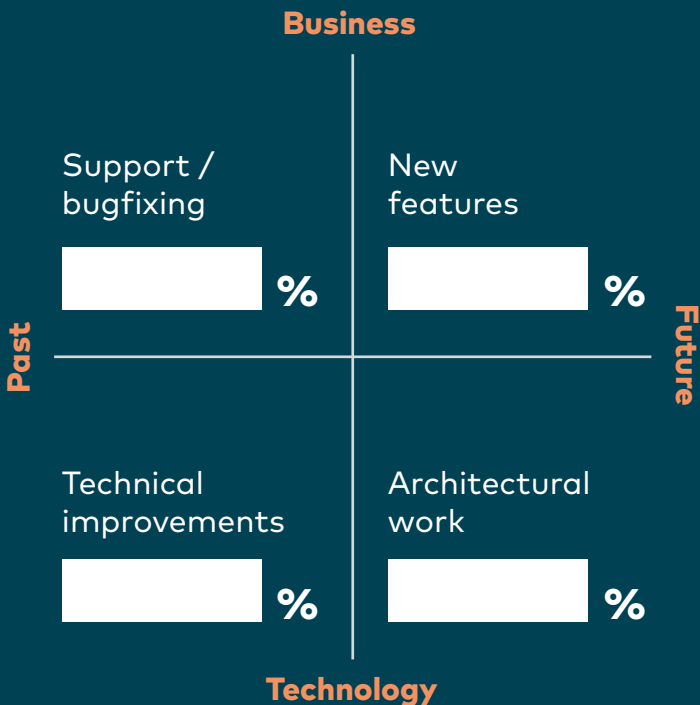 Business
Support /
bugfixing
%
New
features
%
Past
Future
Technical
improvements
%
Architectural
work
%
Technology